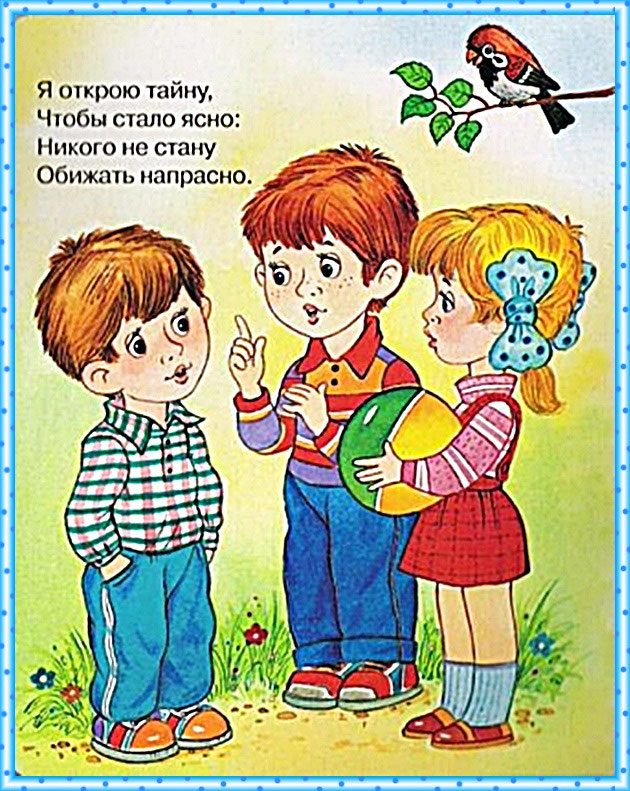 Я открою тайну,
Чтобы стало ясно:
Никого не стану
Обижать напрасно.